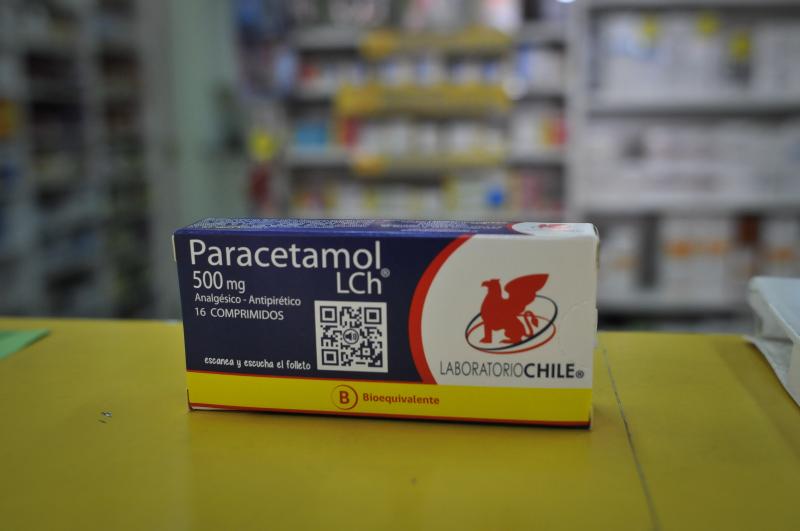 Paracetamol
LCh®
500 mg
Analgésico - Antipirético
16 COMPRIMIDOS
escanea y escucha el folleto
LABORATORIOCHILE®
B Bioequivalente